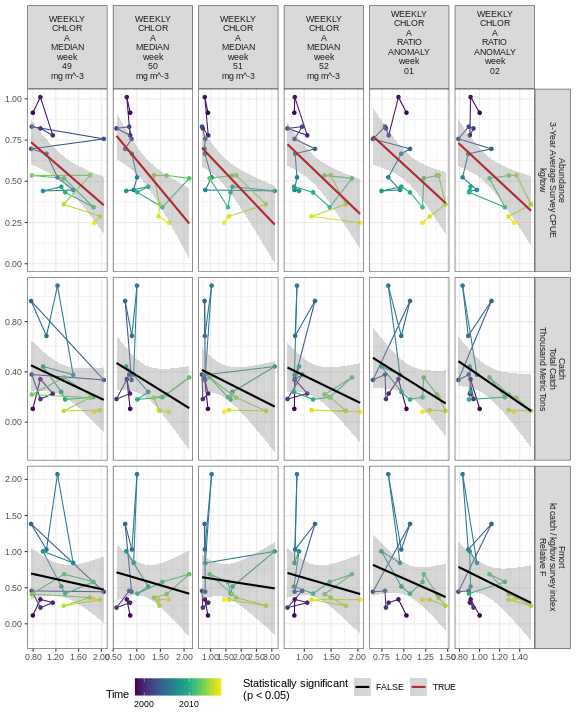 WEEKLY
CHLOR
A
MEDIAN
week
49
mg m^-3
WEEKLY
CHLOR
A
MEDIAN
week
50
mg m^-3
WEEKLY
CHLOR
A
MEDIAN
week
51
mg m^-3
WEEKLY
CHLOR
A
MEDIAN
week
52
mg m^-3
WEEKLY
CHLOR
A
RATIO
ANOMALY
week
01
WEEKLY
CHLOR
A
RATIO
ANOMALY
week
02
1.00
0.75
0.50
0.25
0.00
Abundance
3-Year Average Survey CPUE
kg/tow
0.80
0.40
0.00
Catch
Total Catch
Thousand Metric Tons
2.00
1.50
1.00
0.50
0.00
Fmort
kt catch / kg/tow survey index
Relative F
0.80 1.20 1.60 2.00
0.50 1.00 1.50 2.00
1.00 1.50 2.00 2.50 3.00
1.00 1.50 2.00
0.75 1.00 1.25 1.50
0.80 1.00 1.20 1.40
Time
2000 2010
Statistically significant
(p < 0.05)
FALSE
TRUE